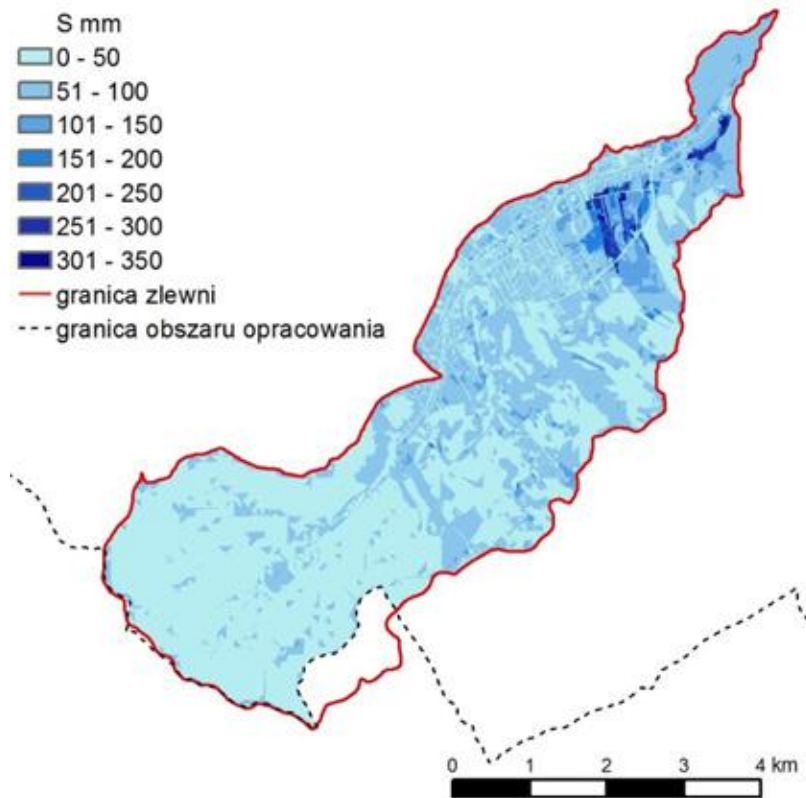 S mm
0 - 50
51 - 100
101 - 150
151 - 200
201 - 250
251 - 300
301 - 350
granica zlewni
granica obszaru opracowania
0 1 2 3 4 km